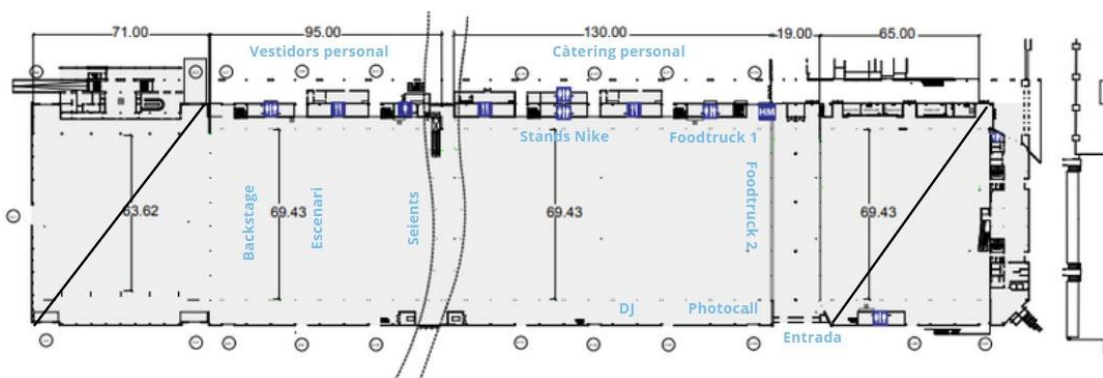 71.00
95.00
130.00
19.00
65.00
Vestidors personal
Càtering personal
Stands Nike
Foodtruck 1
63.62
69.43
69.43
69.43
Backstage
Escenari
Seients
Foodtruck 2
DJ
Photocall
Entrada